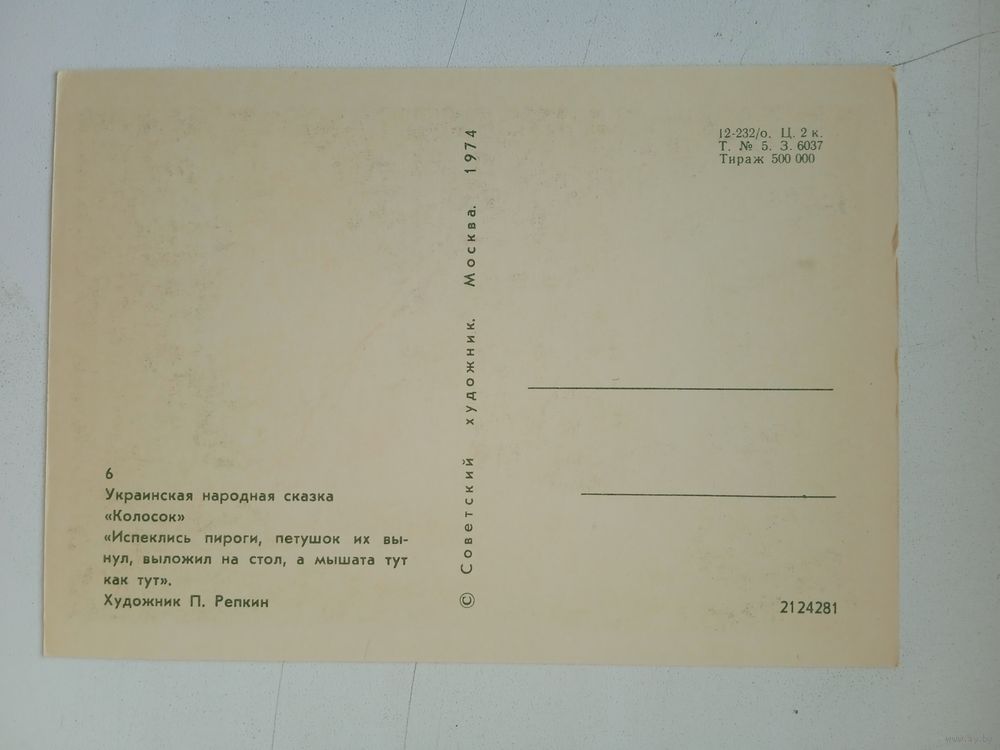 6
Украинская народная сказка
«Колосок»
«Испеклись пироги, петушок их вы-
нул, выложил на стол, а мышата тут
как тут».
Художник П. Репкин
© Советский художник. Москва. 1974
12-232/о. Ц. 2 к.
Т. № 5. З. 6037
Тираж 500 000
2124281